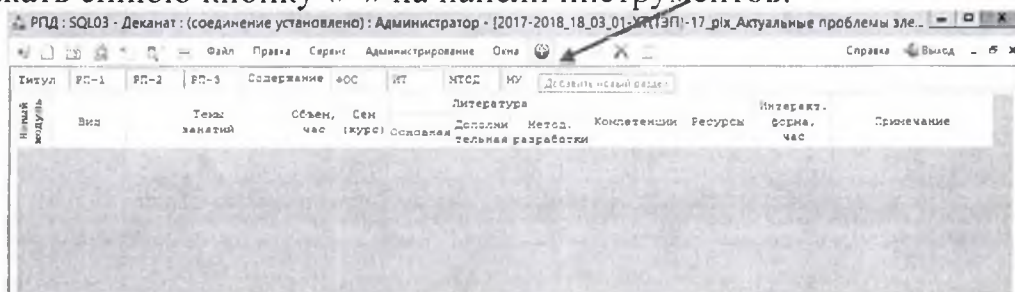 жать синюю кнопку « » на панели инструментов.
РПД : SQL03 - Деканат : (соединение установлено) : Администратор - [2017-2018_18_03_01-ХТ(ТЭП)-17_plx_Актуальные проблемы эле...
Файл Правка Сервис Администрирование Окна Справка Выход
Титул РП-1 РП-2 РП-3 Содержание ФОС ИТ МТСД МУ Добавить новый раздел
Новый модуль
Вид
Темы занятий
Объем, час
Сем (курс)
Литература
Основная
Дополнительная
Метод. разработки
Компетенции
Ресурсы
Интеракт. форма, час
Примечание